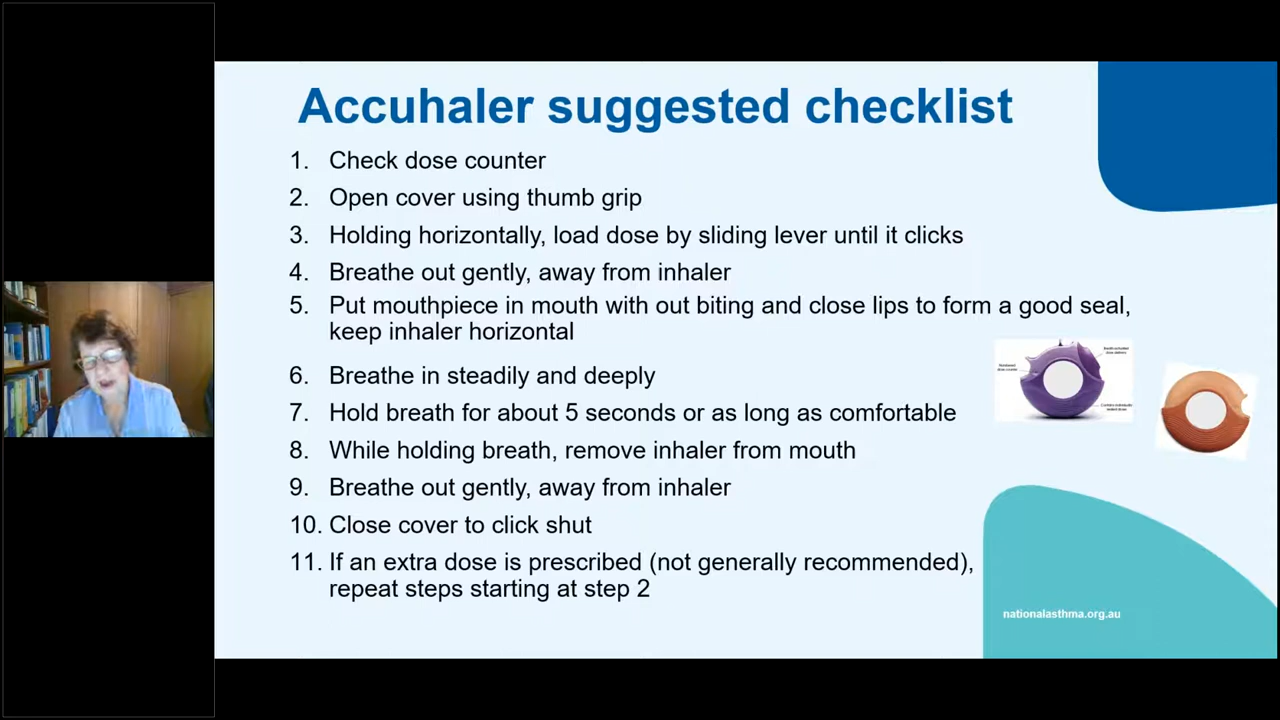 Accuhaler suggested checklist
1. Check dose counter
2. Open cover using thumb grip
3. Holding horizontally, load dose by sliding lever until it clicks
4. Breathe out gently, away from inhaler
5. Put mouthpiece in mouth with out biting and close lips to form a good seal,
keep inhaler horizontal
6. Breathe in steadily and deeply
7. Hold breath for about 5 seconds or as long as comfortable
8. While holding breath, remove inhaler from mouth
9. Breathe out gently, away from inhaler
10. Close cover to click shut
11. If an extra dose is prescribed (not generally recommended),
repeat steps starting at step 2
nationalasthma.org.au